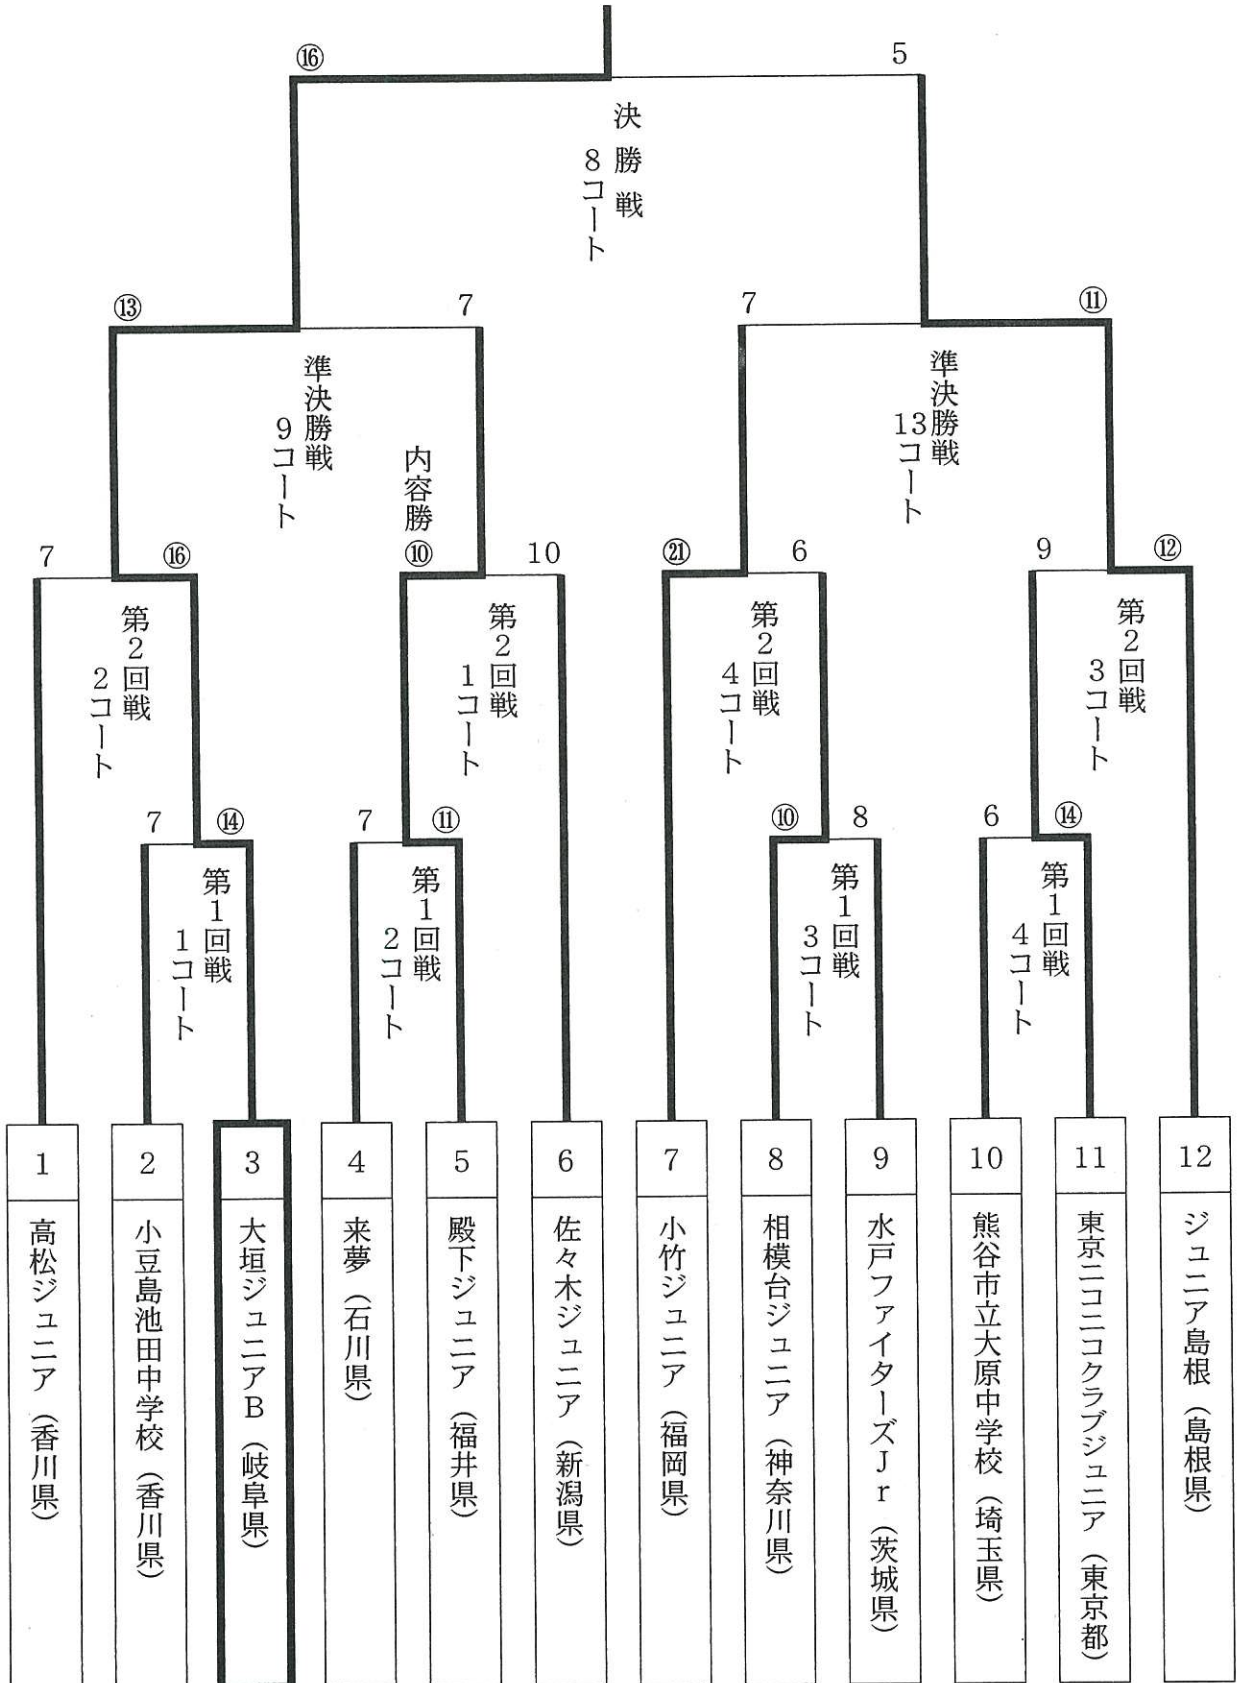 ⑯ 5
決勝戦
8コート
⑬ 7
準決勝戦
9コート
7 ⑪
準決勝戦
13コート
7 ⑯
第2回戦
2コート
内容勝
⑩ 10
第2回戦
1コート
㉑ 6
第2回戦
4コート
9 ⑫
第2回戦
3コート
7 ⑭
第1回戦
1コート
7 ⑪
第1回戦
2コート
⑩ 8
第1回戦
3コート
6 ⑭
第1回戦
4コート
1
高松ジュニア(香川県)
2
小豆島池田中学校(香川県)
3
大垣ジュニアB(岐阜県)
4
来夢(石川県)
5
殿下ジュニア(福井県)
6
佐々木ジュニア(新潟県)
7
小竹ジュニア(福岡県)
8
相模台ジュニア(神奈川県)
9
水戸ファイターズJr(茨城県)
10
熊谷市立大原中学校(埼玉県)
11
東京ニコニコクラブジュニア(東京都)
12
ジュニア島根(島根県)